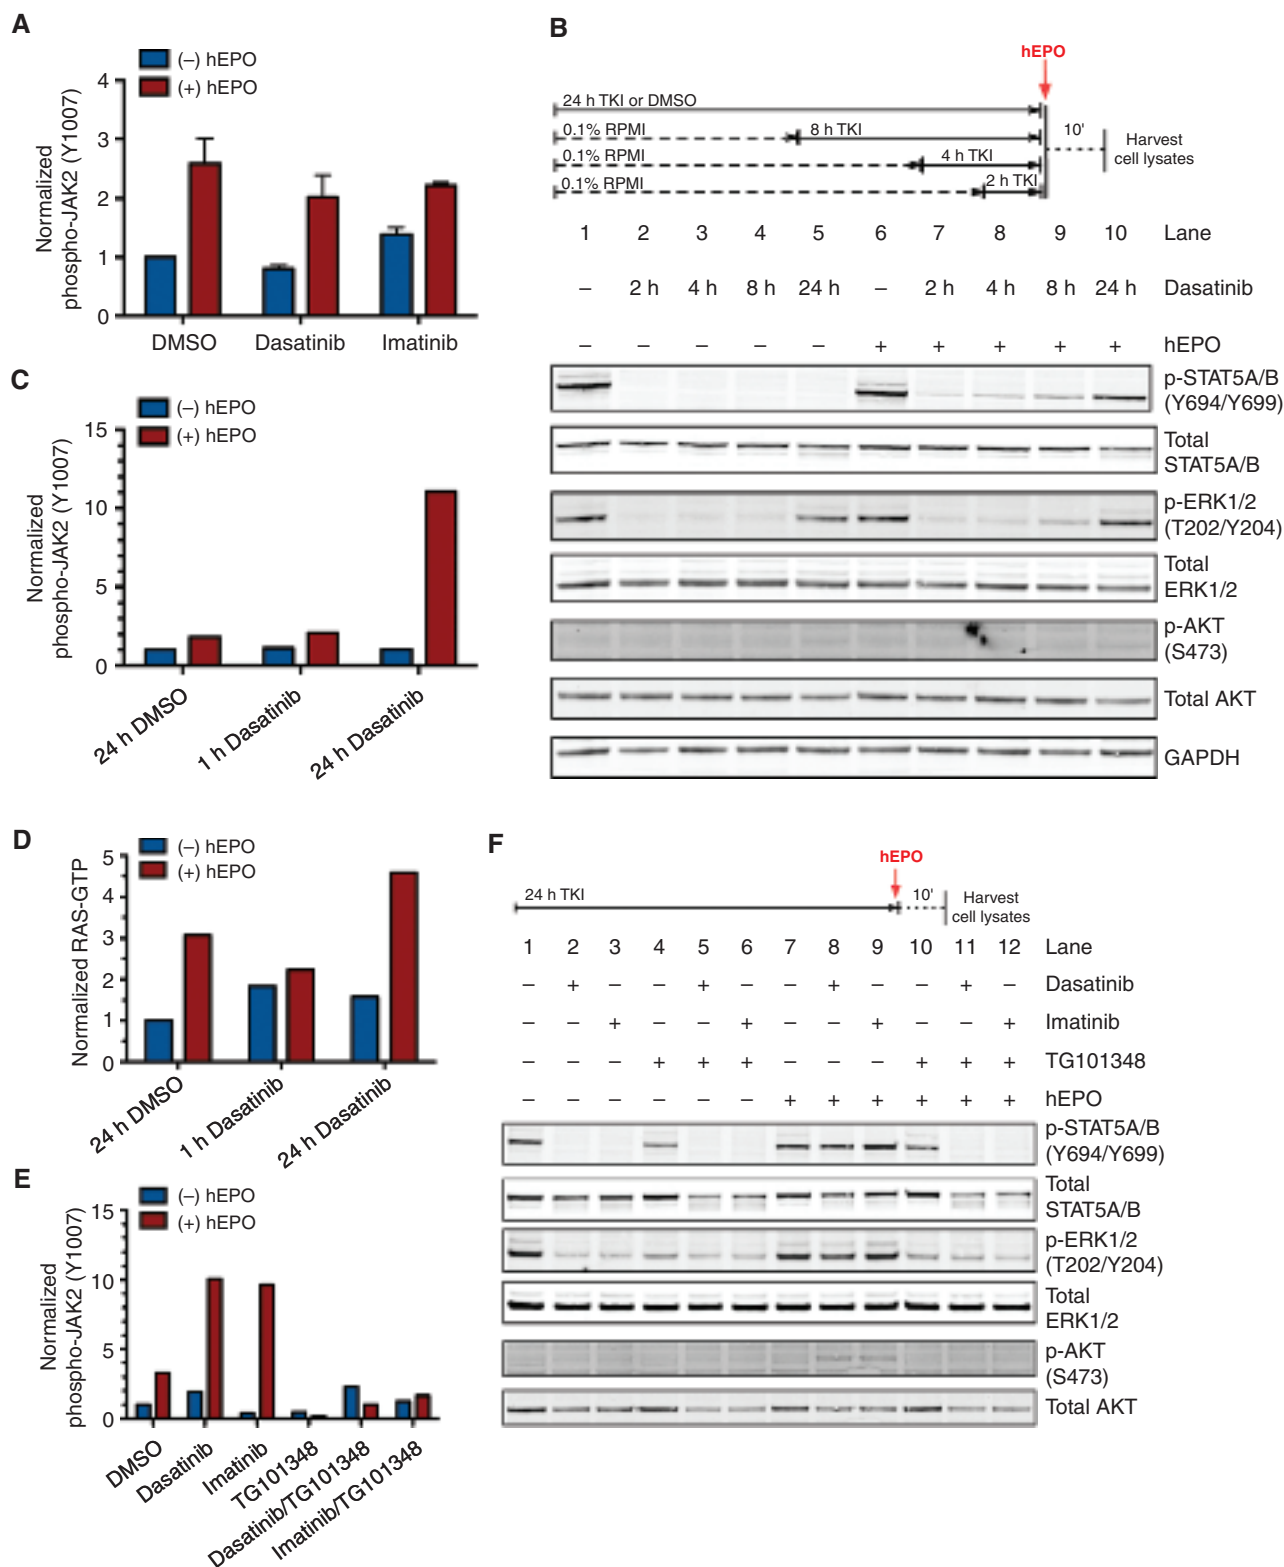 A
(–) hEPO
(+) hEPO
Normalized
phospho-JAK2 (Y1007)
4
3
2
1
0
DMSO Dasatinib Imatinib
B
hEPO
24 h TKI or DMSO
0.1% RPMI 8 h TKI
0.1% RPMI 4 h TKI
0.1% RPMI 2 h TKI
10'
Harvest
cell lysates
1 2 3 4 5 6 7 8 9 10 Lane
– 2 h 4 h 8 h 24 h – 2 h 4 h 8 h 24 h Dasatinib
– – – – – + + + + + hEPO
p-STAT5A/B
(Y694/Y699)
Total
STAT5A/B
p-ERK1/2
(T202/Y204)
Total
ERK1/2
p-AKT
(S473)
Total AKT
GAPDH
C
(–) hEPO
(+) hEPO
Normalized
phospho-JAK2 (Y1007)
15
10
5
0
24 h DMSO
1 h Dasatinib
24 h Dasatinib
D
(–) hEPO
(+) hEPO
Normalized RAS-GTP
5
4
3
2
1
0
24 h DMSO
1 h Dasatinib
24 h Dasatinib
E
(–) hEPO
(+) hEPO
Normalized
phospho-JAK2 (Y1007)
15
10
5
0
DMSO
Dasatinib
Imatinib
TG101348
Dasatinib/TG101348
Imatinib/TG101348
F
hEPO
24 h TKI
10'
Harvest
cell lysates
1 2 3 4 5 6 7 8 9 10 11 12 Lane
– + – – + – – + – – + – Dasatinib
– – + – – + – – + – – + Imatinib
– – – + + + – – – + + + TG101348
– – – – – – + + + + + + hEPO
p-STAT5A/B
(Y694/Y699)
Total
STAT5A/B
p-ERK1/2
(T202/Y204)
Total
ERK1/2
p-AKT
(S473)
Total AKT